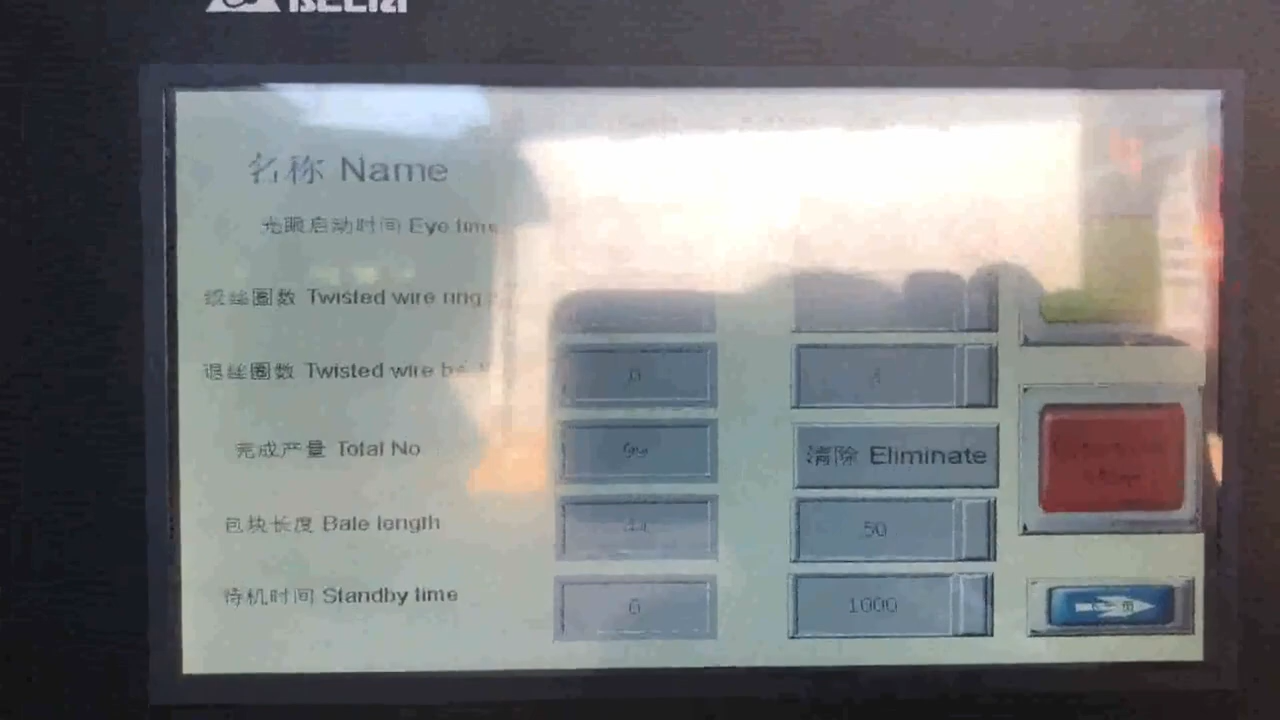 名称 Name
光眼启动时间 Eye time
绞丝圈数 Twisted wire ring
退丝圈数 Twisted wire
0
完成产量 Total No
99
清除 Eliminate
包块长度 Bale length
50
待机时间 Standby time
0
1000